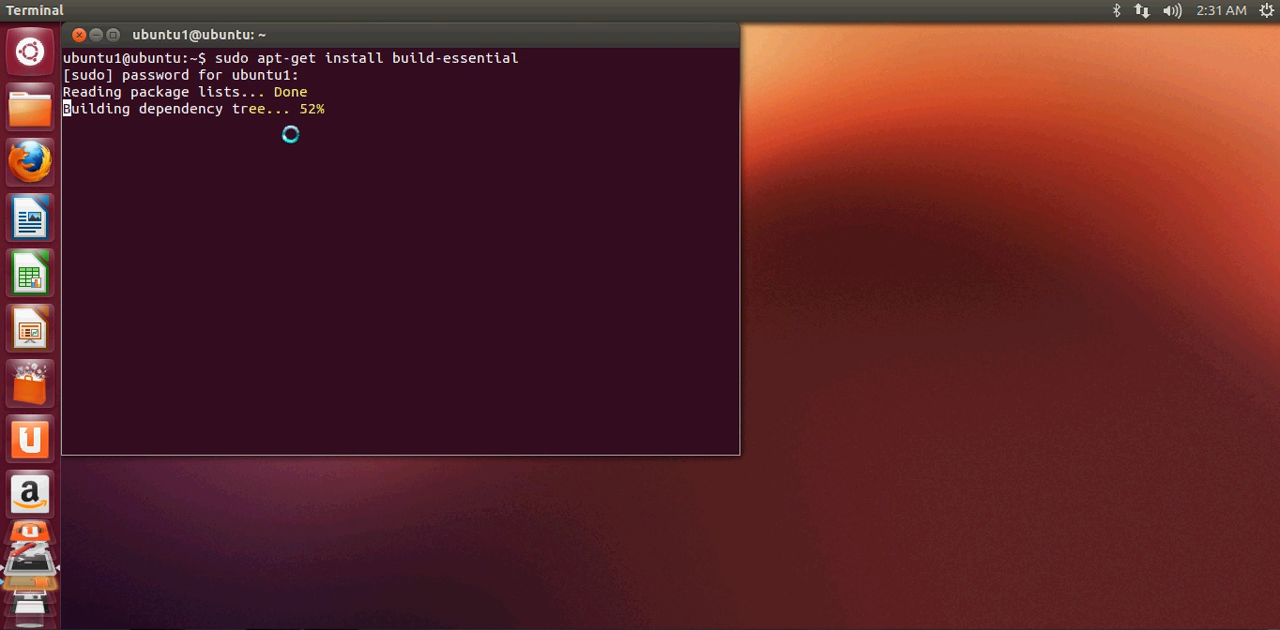 Terminal
2:31 AM
ubuntu1@ubuntu: ~
ubuntu1@ubuntu:~$ sudo apt-get install build-essential
[sudo] password for ubuntu1:
Reading package lists... Done
Building dependency tree... 52%